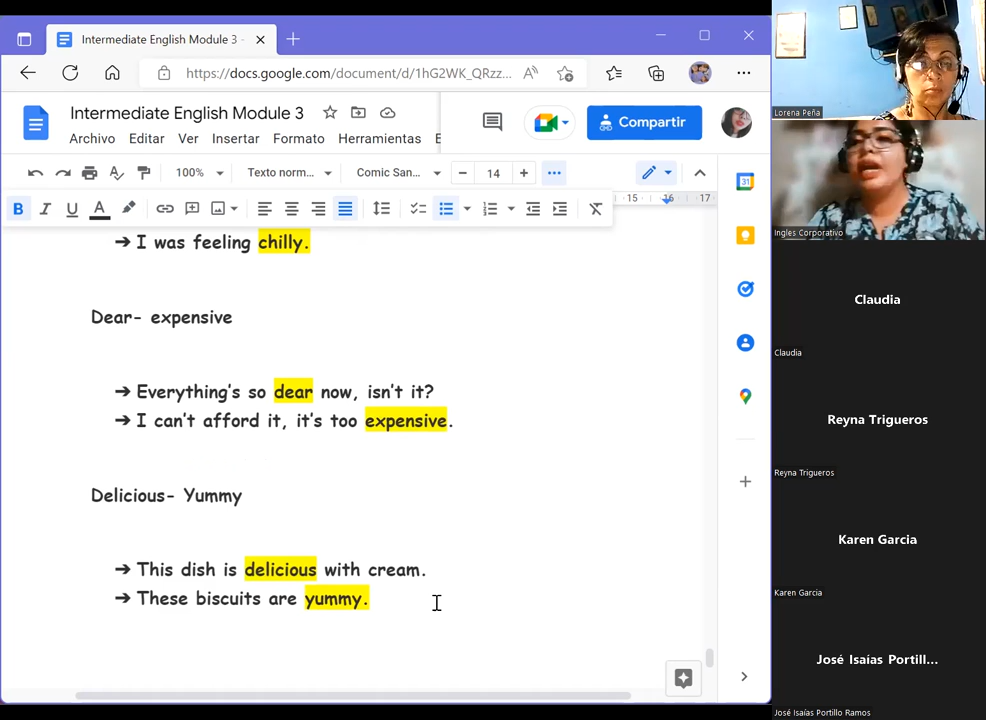 Intermediate English Module 3 -
https://docs.google.com/document/d/1hG2WK_QRzz...
Intermediate English Module 3
Archivo Editar Ver Insertar Formato Herramientas E
Compartir
100% Texto norm... Comic San... 14
15 16 17
B I U A
➔ I was feeling chilly.
Dear- expensive
➔ Everything's so dear now, isn't it?
➔ I can't afford it, it's too expensive.
Delicious- Yummy
➔ This dish is delicious with cream.
➔ These biscuits are yummy.
31
Lorena Peña
Ingles Corporativo
Claudia
Claudia
Reyna Trigueros
Reyna Trigueros
Karen Garcia
Karen Garcia
José Isaías Portill...
José Isaías Portillo Ramos